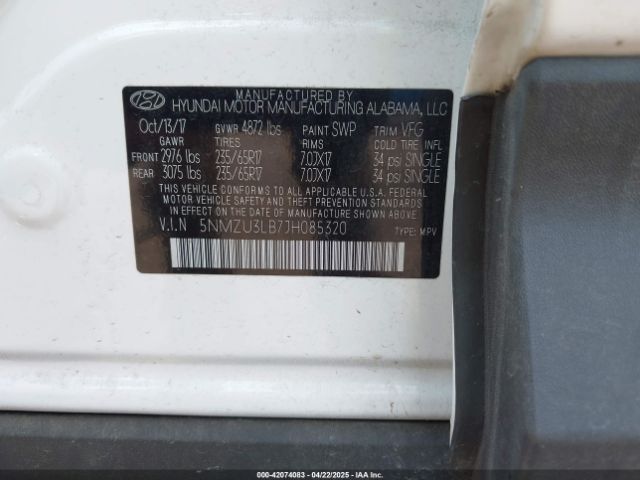 MANUFACTURED BY
HYUNDAI MOTOR MANUFACTURING ALABAMA, LLC
Oct/13/17 GVWR 4872 lbs PAINT SWP TRIM VFG
GAWR TIRES RIMS COLD TIRE INFL
FRONT 2976 lbs 235/65R17 7.0JX17 34 psi SINGLE
REAR 3075 lbs 235/65R17 7.0JX17 34 psi SINGLE
THIS VEHICLE CONFORMS TO ALL APPLICABLE U.S.A. FEDERAL
MOTOR VEHICLE SAFETY AND THEFT PREVENTION STANDARDS
IN EFFECT ON THE DATE OF MANUFACTURE SHOWN ABOVE.
V.I.N 5NMZU3LB7JH085320 TYPE: MPV
000-42074083 - 04/22/2025 - IAA Inc.